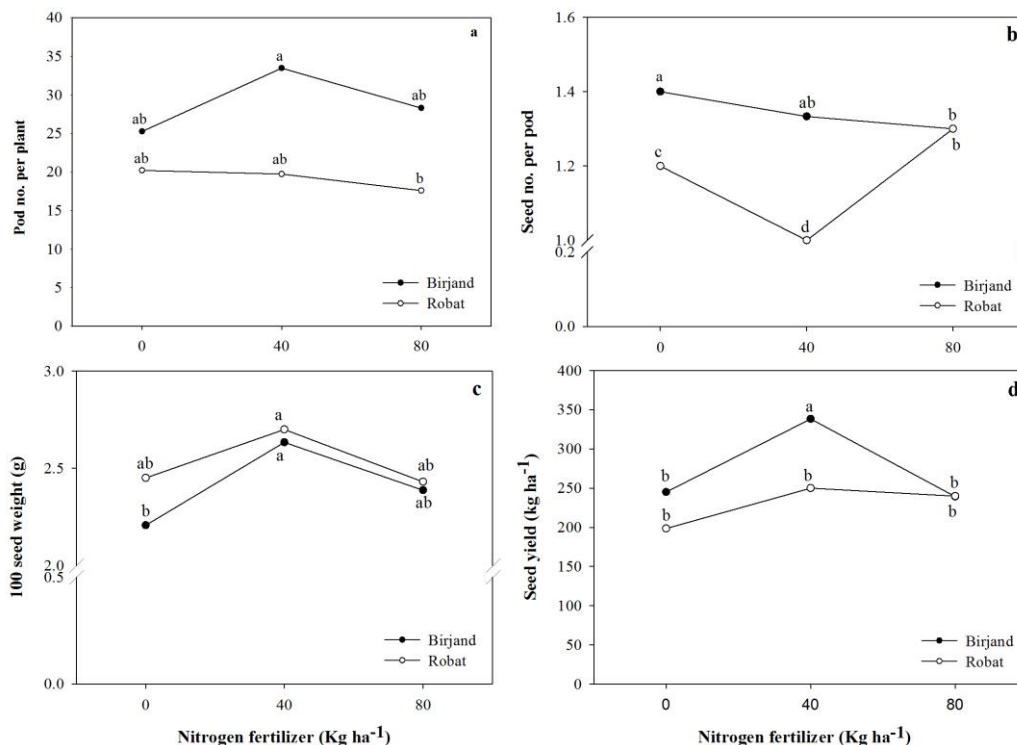 a
Pod no. per plant
40
35
30
25
20
15
10
5
0
ab
a
ab
ab
ab
b
Birjand
Robat
0
40
80
b
Seed no. per pod
1.6
1.4
1.2
1.0
0.2
0.0
a
ab
b
c
d
b
Birjand
Robat
0
40
80
c
100 seed weight (g)
3.0
2.5
2.0
0.5
0.0
ab
a
ab
b
a
ab
Birjand
Robat
0
40
80
Nitrogen fertilizer (Kg ha-1)
d
Seed yield (kg ha-1)
400
350
300
250
200
150
100
50
0
b
a
b
b
b
b
Birjand
Robat
0
40
80
Nitrogen fertilizer (Kg ha-1)